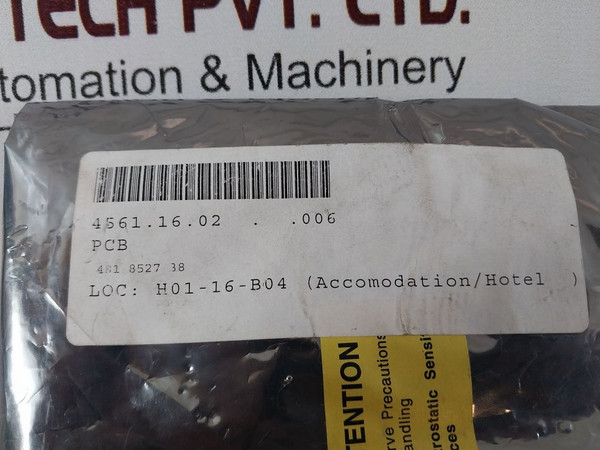 TECH PVT. LTD.
tomation & Machinery
4561.16.02 . .006
PCB
481 8527 38
LOC: H01-16-B04 (Accomodation/Hotel )
TENTION
rve Precautions
andling
rostatic Sensi
ces